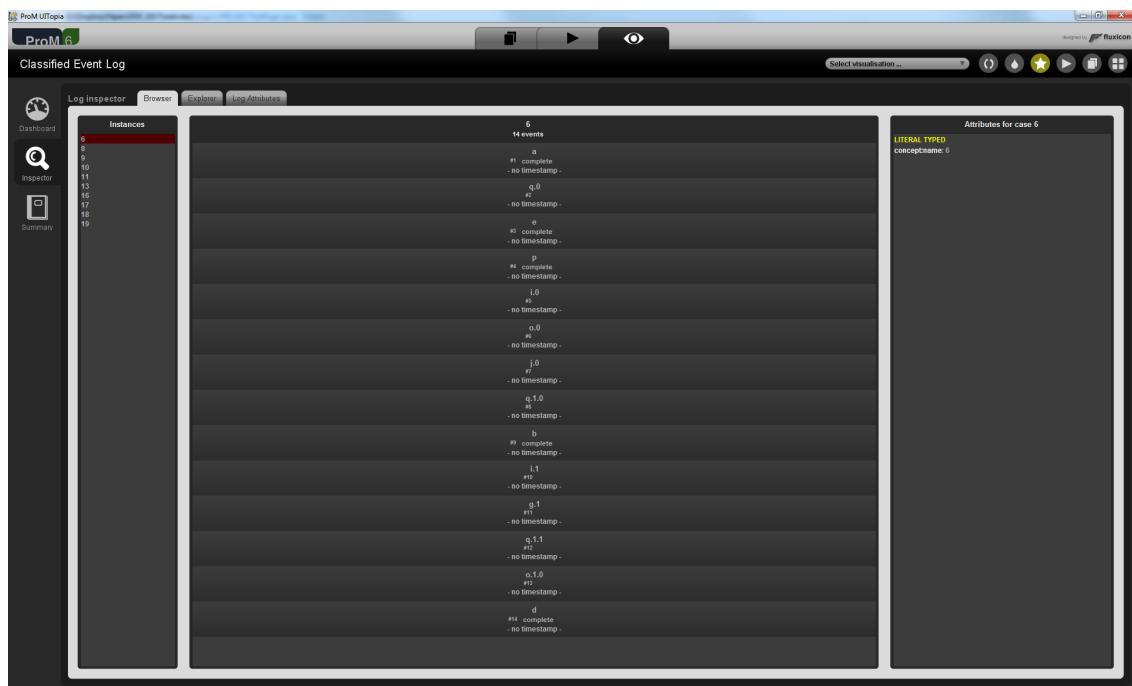 ProM UITopia
ProM 6
designed by fluxicon
Classified Event Log
Select visualisation ...
Log inspector Browser Explorer Log Attributes
Dashboard
Inspector
Summary
Instances
6
8
9
10
11
13
16
17
18
19
6
14 events
a
#1 complete
- no timestamp -
q.0
#2
- no timestamp -
e
#3 complete
- no timestamp -
p
#4 complete
- no timestamp -
i.0
#5
- no timestamp -
o.0
#6
- no timestamp -
j.0
#7
- no timestamp -
q.1.0
#8
- no timestamp -
b
#9 complete
- no timestamp -
i.1
#10
- no timestamp -
g.1
#11
- no timestamp -
q.1.1
#12
- no timestamp -
o.1.0
#13
- no timestamp -
d
#14 complete
- no timestamp -
Attributes for case 6
LITERAL TYPED
concept:name: 6